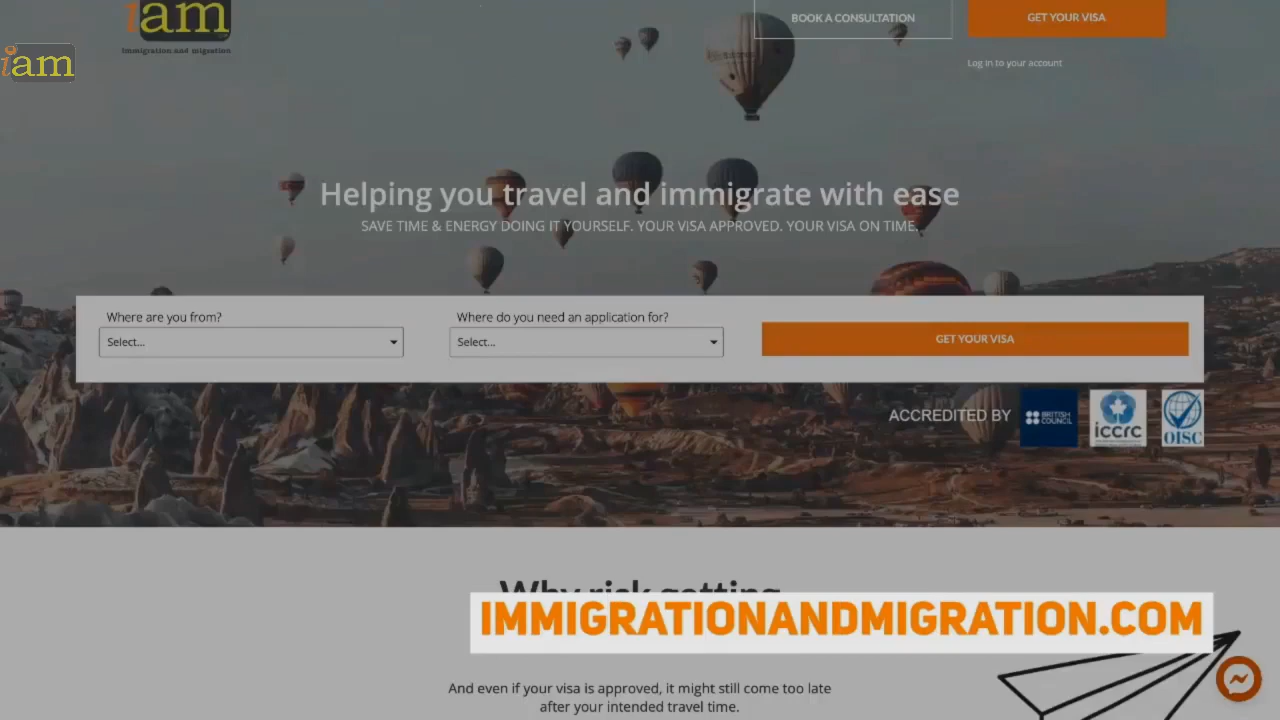 iam
immigration and migration
iam
BOOK A CONSULTATION
GET YOUR VISA
Log in to your account
Helping you travel and immigrate with ease
SAVE TIME & ENERGY DOING IT YOURSELF. YOUR VISA APPROVED. YOUR VISA ON TIME.
Where are you from?
Select...
Where do you need an application for?
Select...
GET YOUR VISA
ACCREDITED BY
BRITISH
COUNCIL
iccrc
OISC
Why risk getting
IMMIGRATIONANDMIGRATION.COM
And even if your visa is approved, it might still come too late
after your intended travel time.